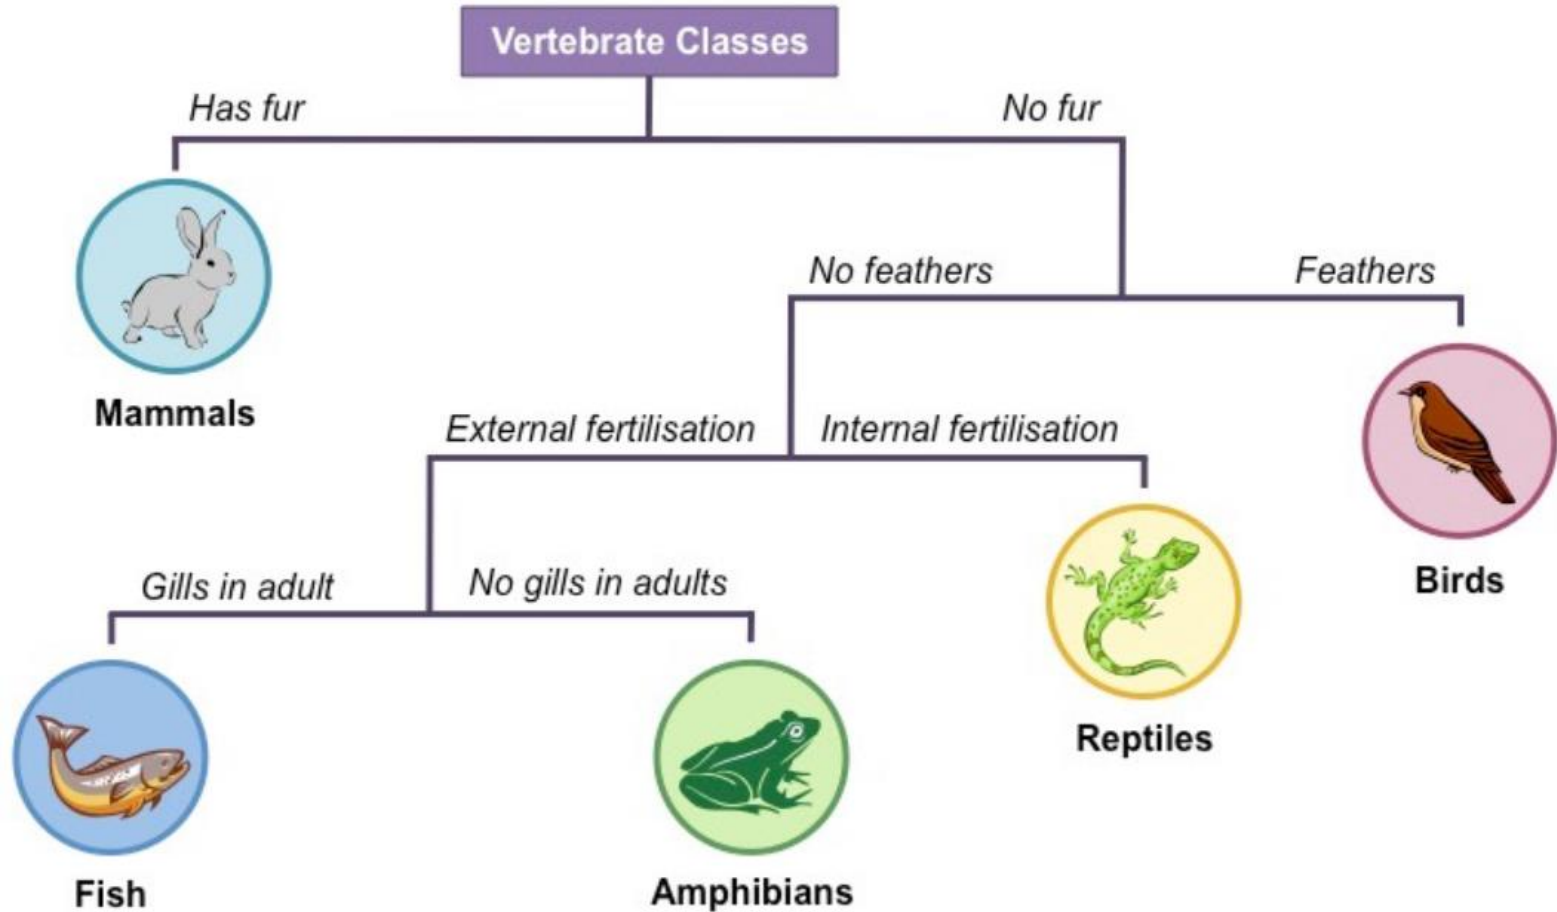 Vertebrate Classes
Has fur
No fur
No feathers
Feathers
Mammals
External fertilisation
Internal fertilisation
Birds
Gills in adult
No gills in adults
Reptiles
Fish
Amphibians